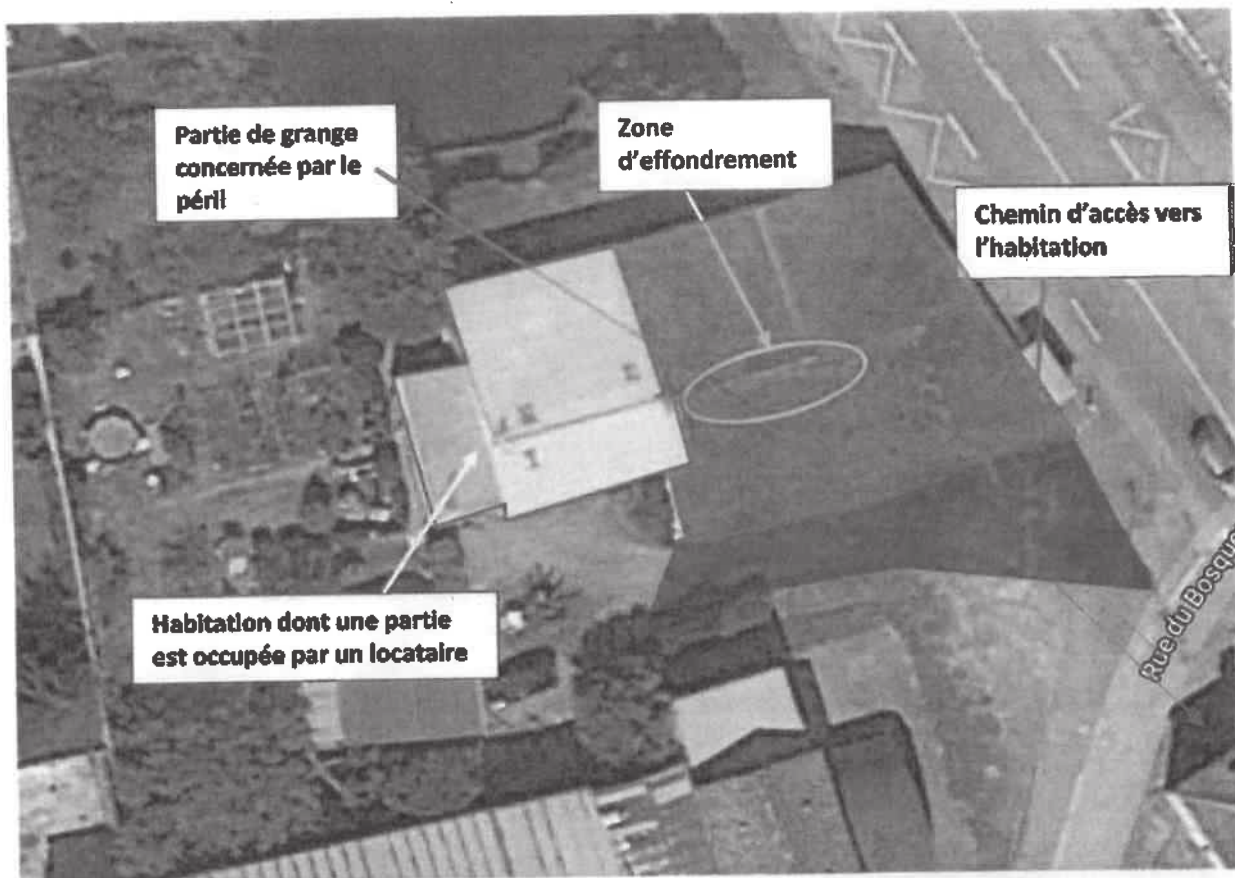 Partie de grange
concernée par le
péril
Zone
d'effondrement
Chemin d'accès vers
l'habitation
Habitation dont une partie
est occupée par un locataire
Rue du Bosque